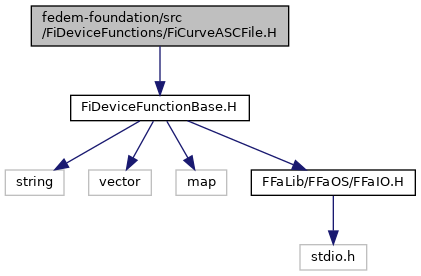 fedem-foundation/src
/FiDeviceFunctions/FiCurveASCFile.H
FiDeviceFunctionBase.H
string
vector
map
FFaLib/FFaOS/FFaIO.H
stdio.h